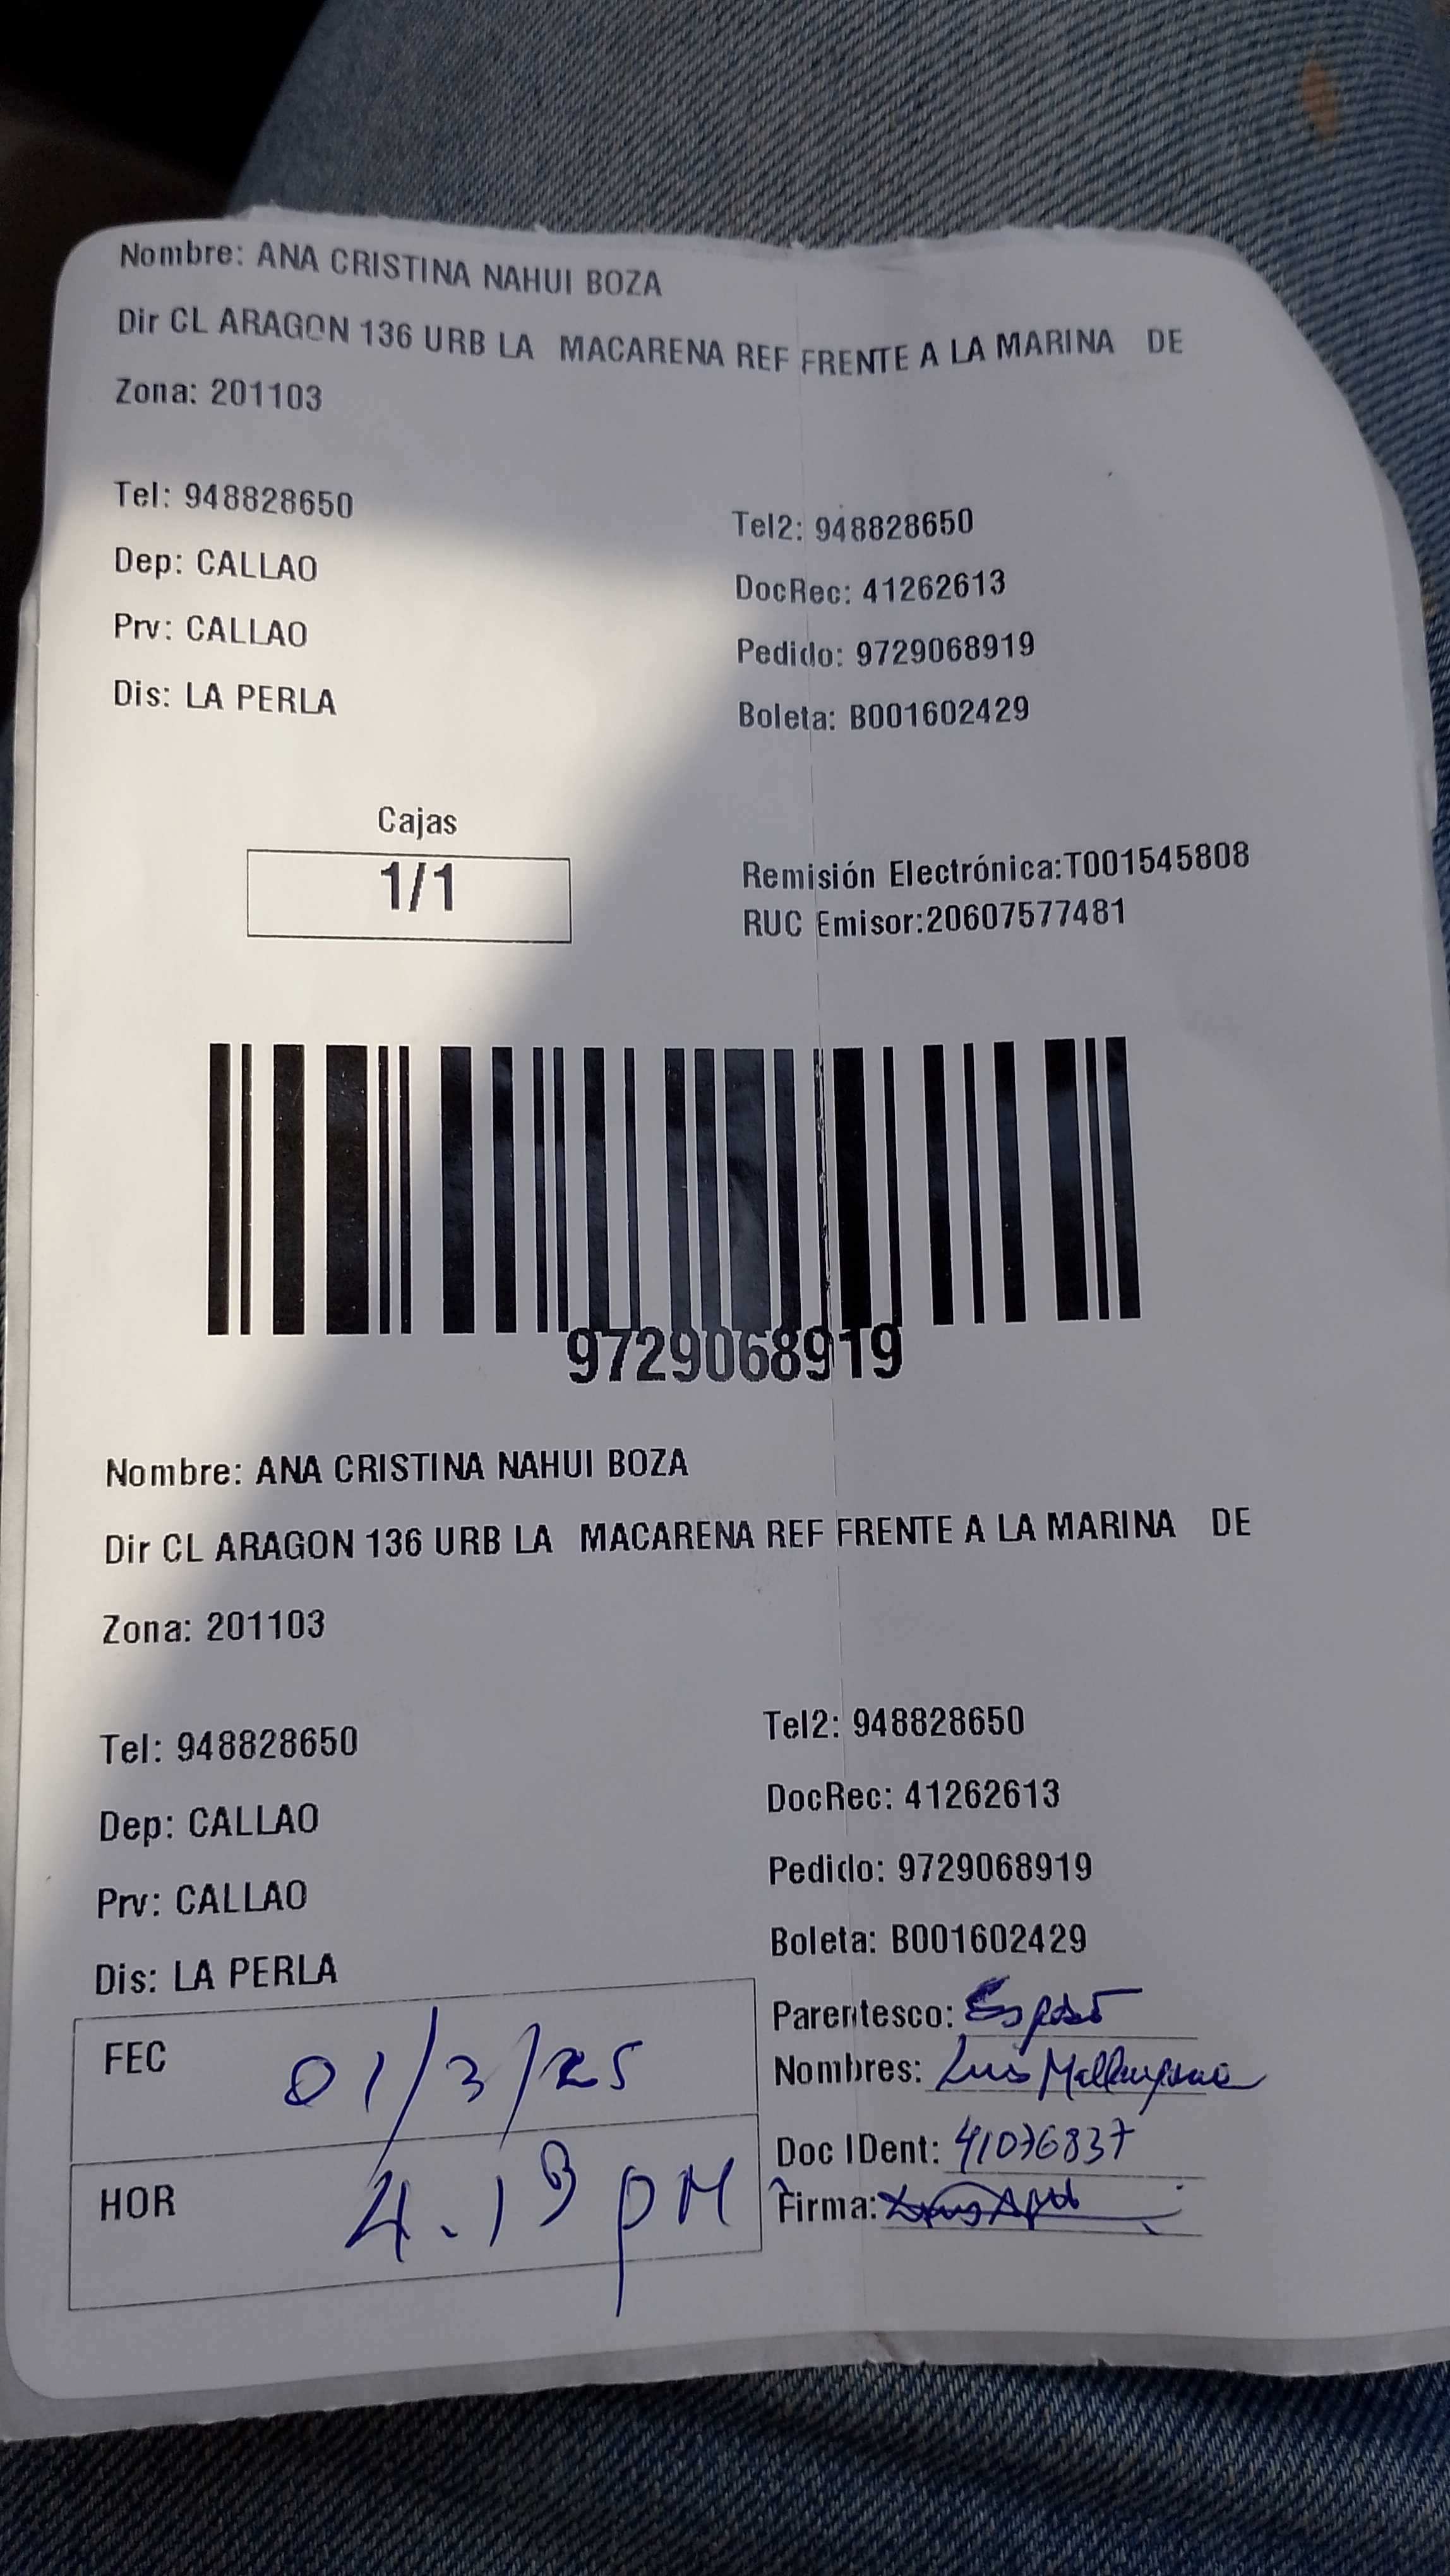 Nombre: ANA CRISTINA NAHUI BOZA
Dir CL ARAGON 136 URB LA MACARENA REF FRENTE A LA MARINA DE
Zona: 201103
Tel: 948828650
Tel2: 948828650
Dep: CALLAO
DocRec: 41262613
Prv: CALLAO
Pedido: 9729068919
Dis: LA PERLA
Boleta: B001602429
Cajas
1/1
Remisión Electrónica:T001545808
RUC Emisor:20607577481
9729068919
Nombre: ANA CRISTINA NAHUI BOZA
Dir CL ARAGON 136 URB LA MACARENA REF FRENTE A LA MARINA DE
Zona: 201103
Tel: 948828650
Tel2: 948828650
Dep: CALLAO
DocRec: 41262613
Prv: CALLAO
Pedido: 9729068919
Dis: LA PERLA
Boleta: B001602429
FEC 01/3/25
Parentesco: Esposo
Nombres: Luis
Doc IDent: 41076837
HOR 4.19 pM
Firma: